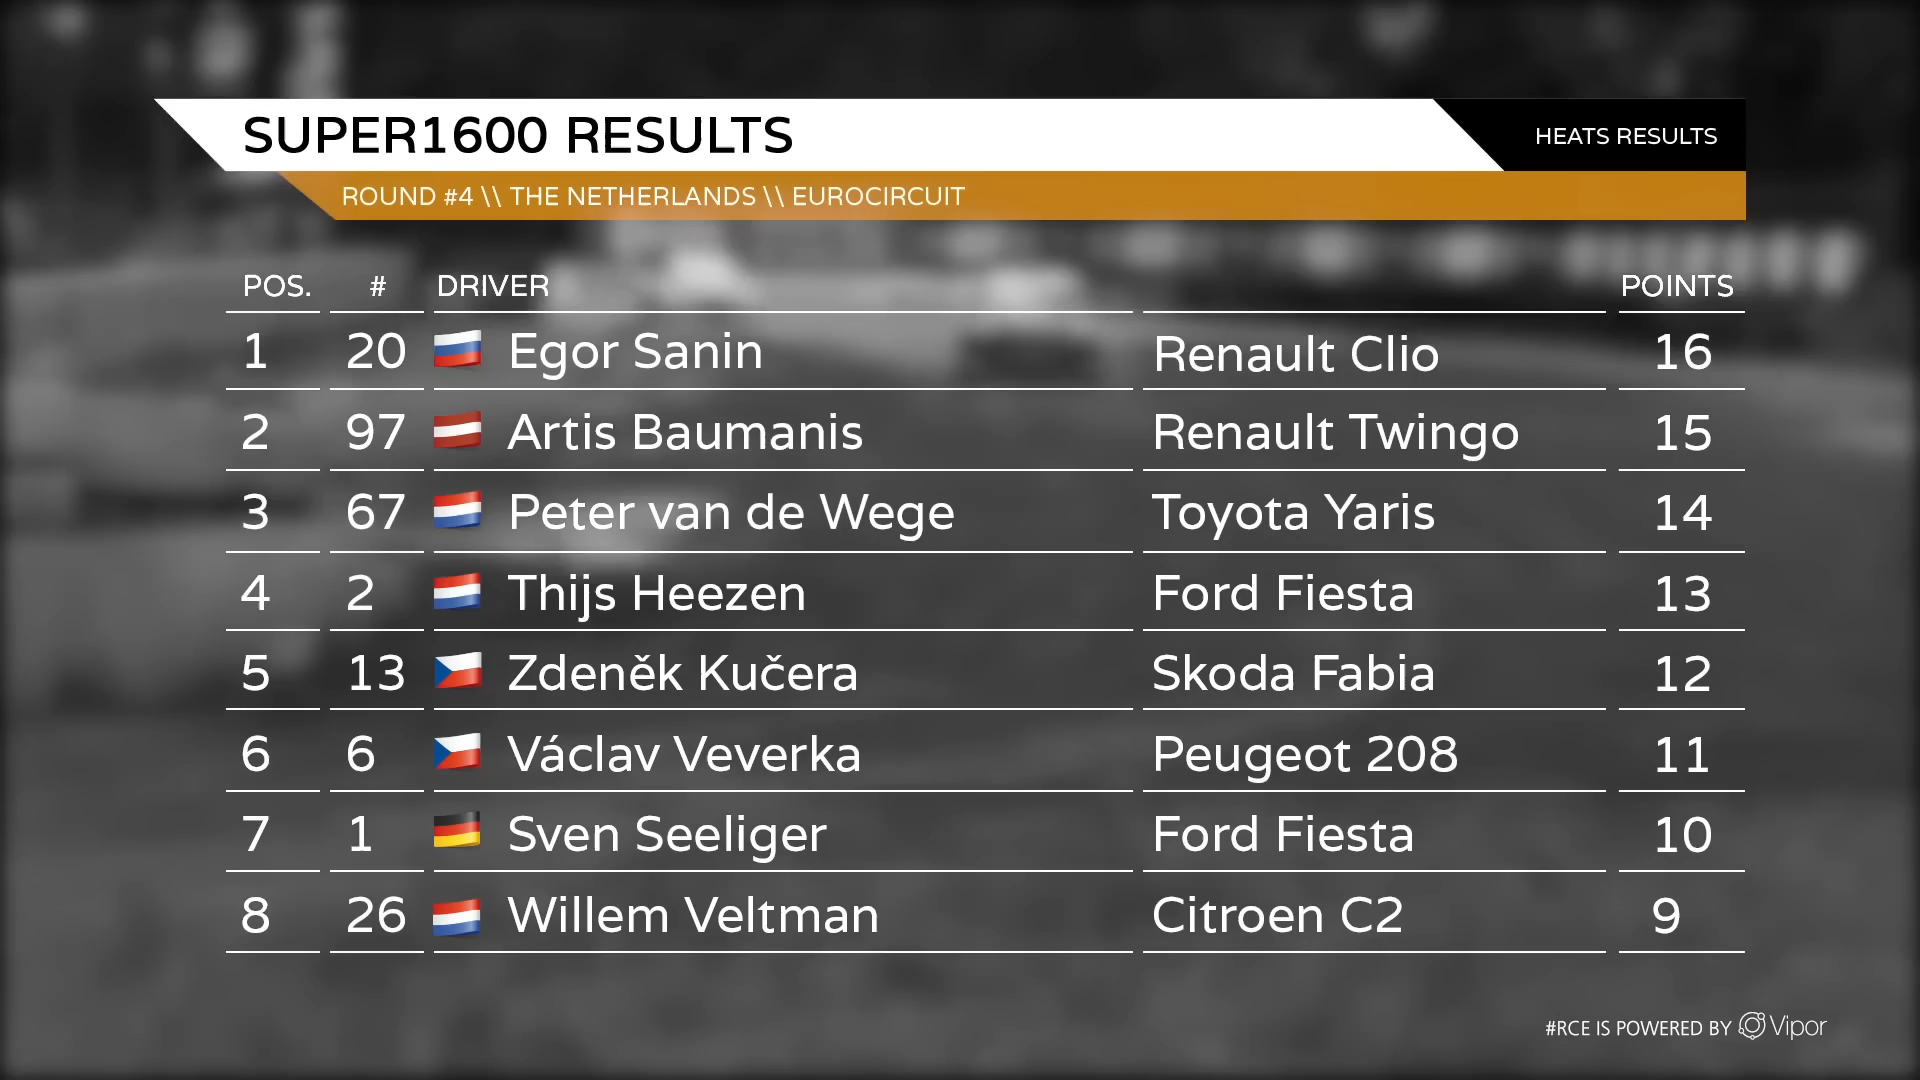 SUPER1600 RESULTS
HEATS RESULTS
ROUND #4 \\ THE NETHERLANDS \\ EUROCIRCUIT
POS. # DRIVER POINTS
1 20 Egor Sanin Renault Clio 16
2 97 Artis Baumanis Renault Twingo 15
3 67 Peter van de Wege Toyota Yaris 14
4 2 Thijs Heezen Ford Fiesta 13
5 13 Zdeněk Kučera Skoda Fabia 12
6 6 Václav Veverka Peugeot 208 11
7 1 Sven Seeliger Ford Fiesta 10
8 26 Willem Veltman Citroen C2 9
#RCE IS POWERED BY Vipor